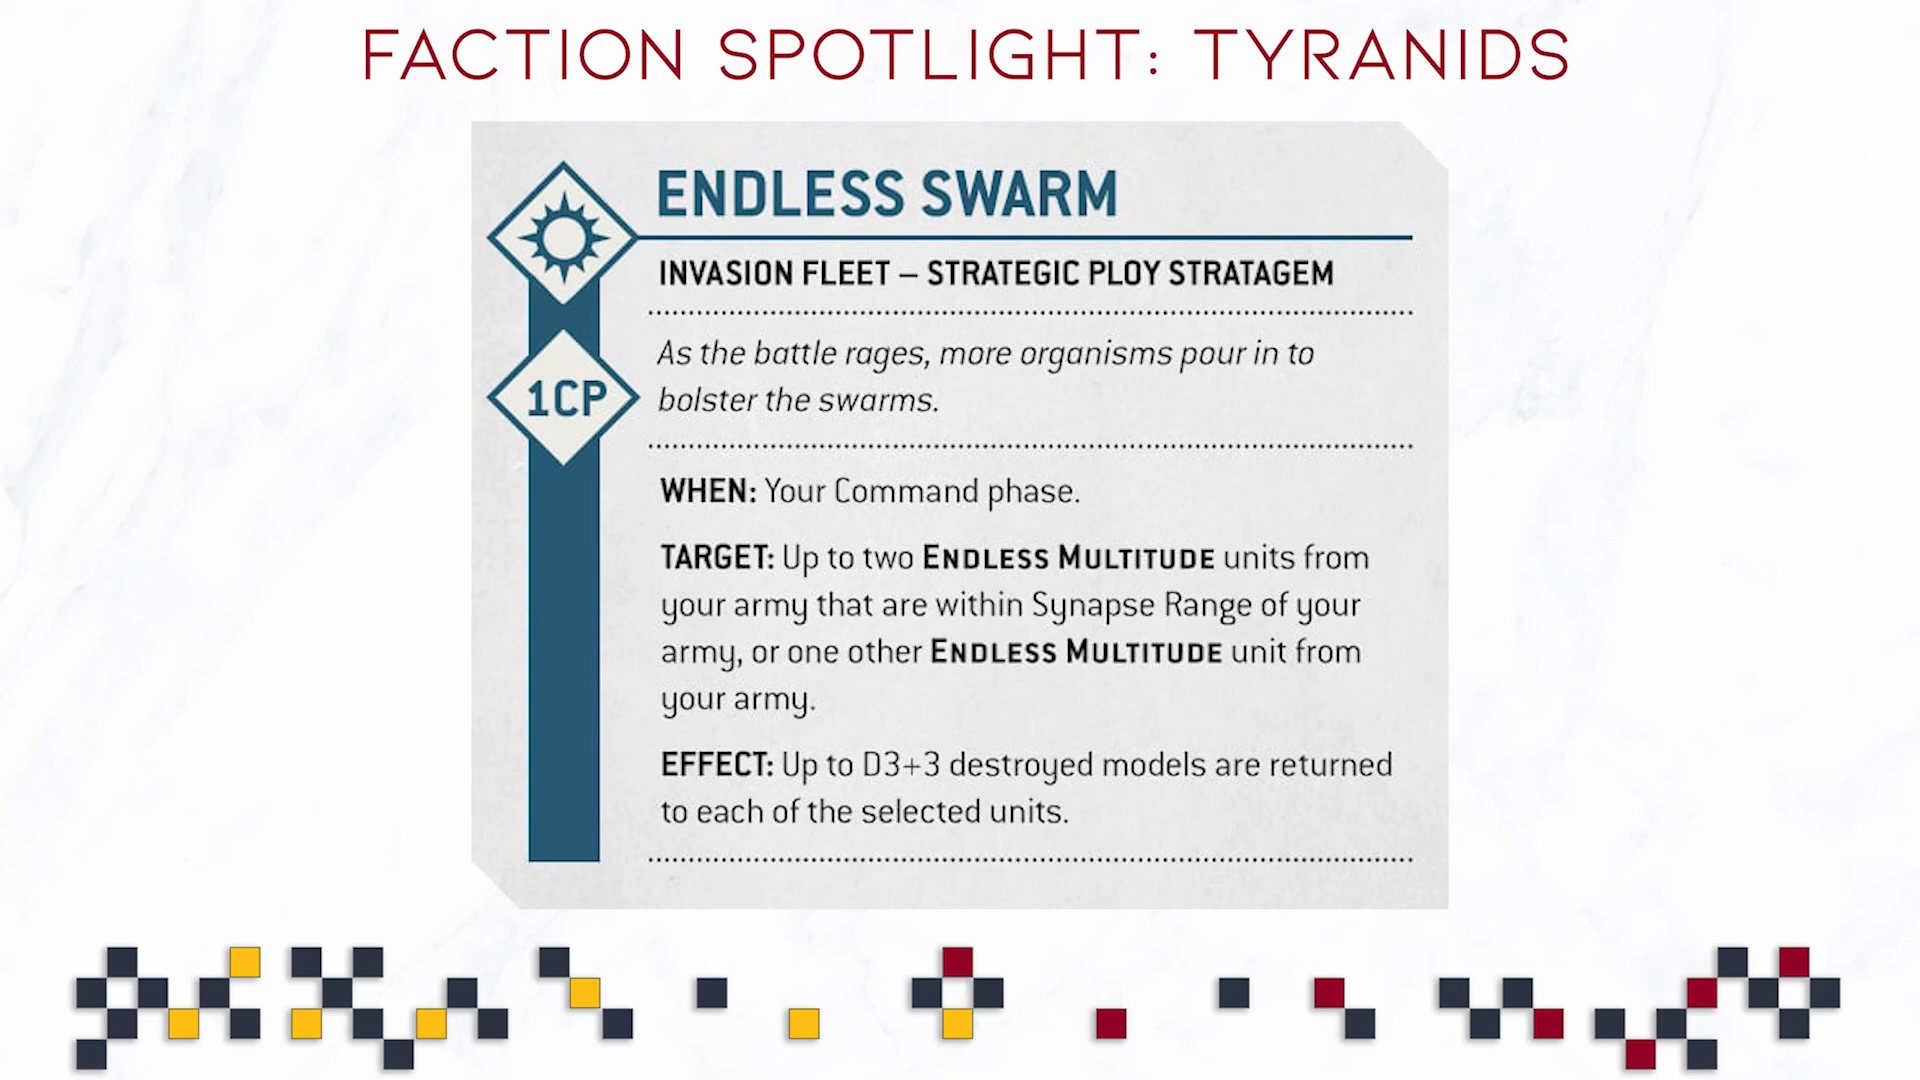 FACTION SPOTLIGHT: TYRANIDS
ENDLESS SWARM
INVASION FLEET – STRATEGIC PLOY STRATAGEM
1CP
As the battle rages, more organisms pour in to
bolster the swarms.
WHEN: Your Command phase.
TARGET: Up to two ENDLESS MULTITUDE units from
your army that are within Synapse Range of your
army, or one other ENDLESS MULTITUDE unit from
your army.
EFFECT: Up to D3+3 destroyed models are returned
to each of the selected units.